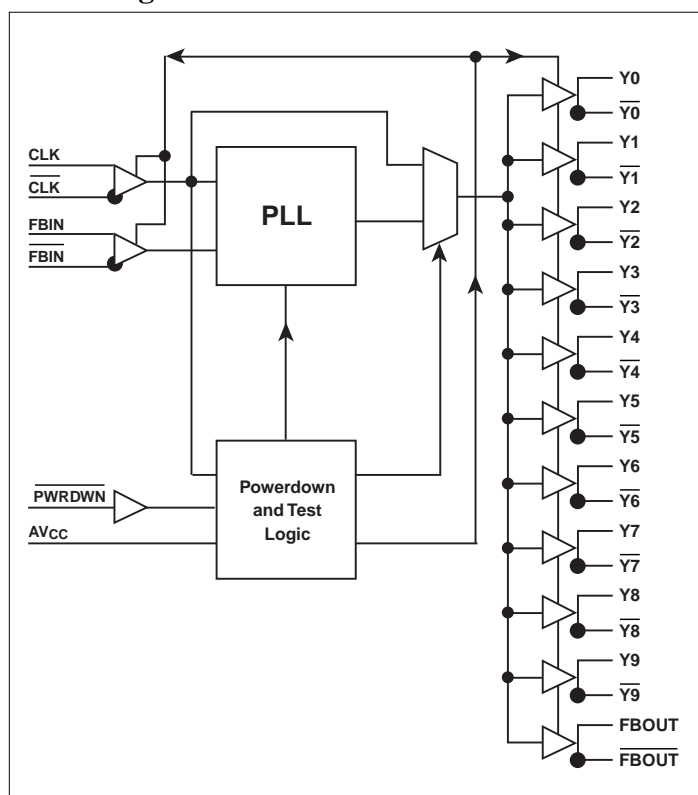 g
CLK
CLK
FBIN
FBIN
PWRDWN
AVCC
PLL
Powerdown
and Test
Logic
Y0
Y0
Y1
Y1
Y2
Y2
Y3
Y3
Y4
Y4
Y5
Y5
Y6
Y6
Y7
Y7
Y8
Y8
Y9
Y9
FBOUT
FBOUT